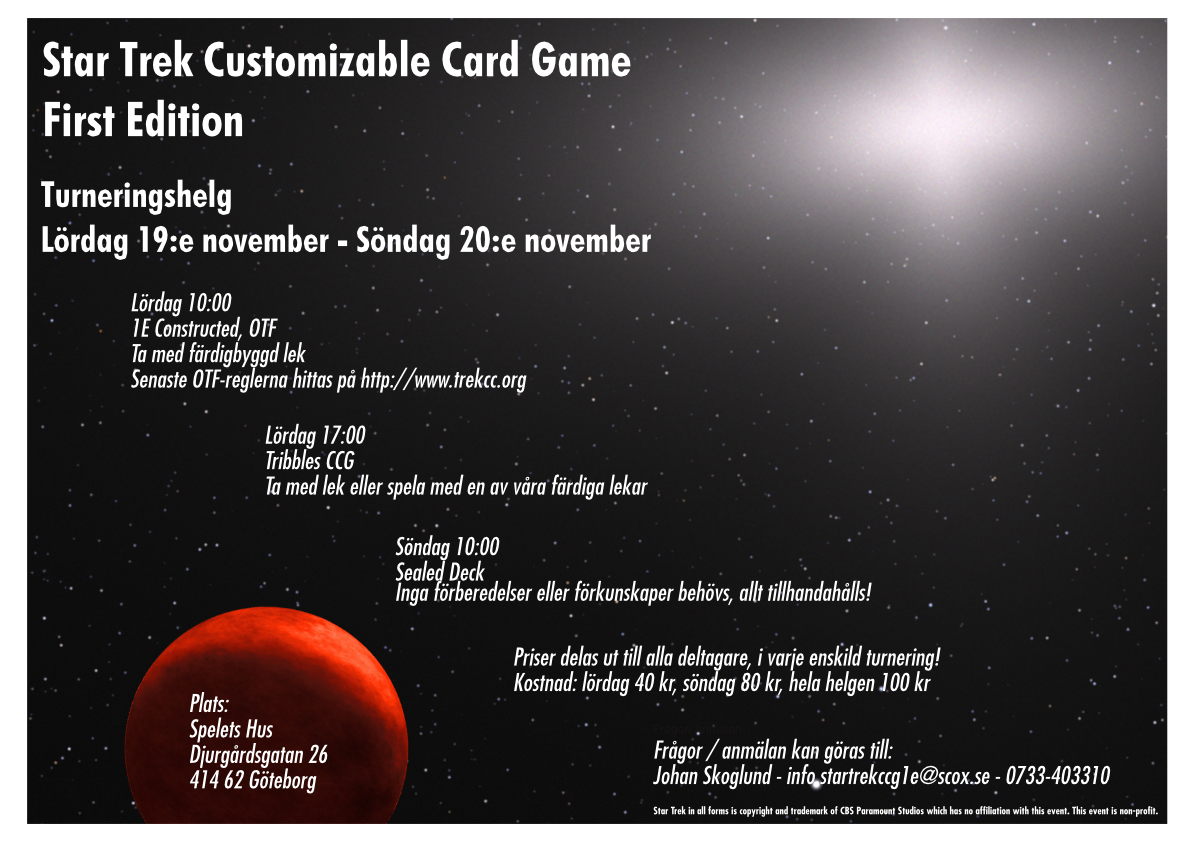 Star Trek Customizable Card Game
First Edition
Turneringshelg
Lördag 19:e november - Söndag 20:e november
Lördag 10:00
1E Constructed, OTF
Ta med färdigbyggd lek
Senaste OTF-reglerna hittas på http://www.trekcc.org
Lördag 17:00
Tribbles CCG
Ta med lek eller spela med en av våra färdiga lekar
Söndag 10:00
Sealed Deck
Inga förberedelser eller förkunskaper behövs, allt tillhandahålls!
Priser delas ut till alla deltagare, i varje enskild turnering!
Kostnad: lördag 40 kr, söndag 80 kr, hela helgen 100 kr
Plats:
Spelets Hus
Djurgårdsgatan 26
414 62 Göteborg
Frågor / anmälan kan göras till:
Johan Skoglund - info.startrekccg1e@scox.se - 0733-403310
Star Trek in all forms is copyright and trademark of CBS Paramount Studios which has no affiliation with this event. This event is non-profit.